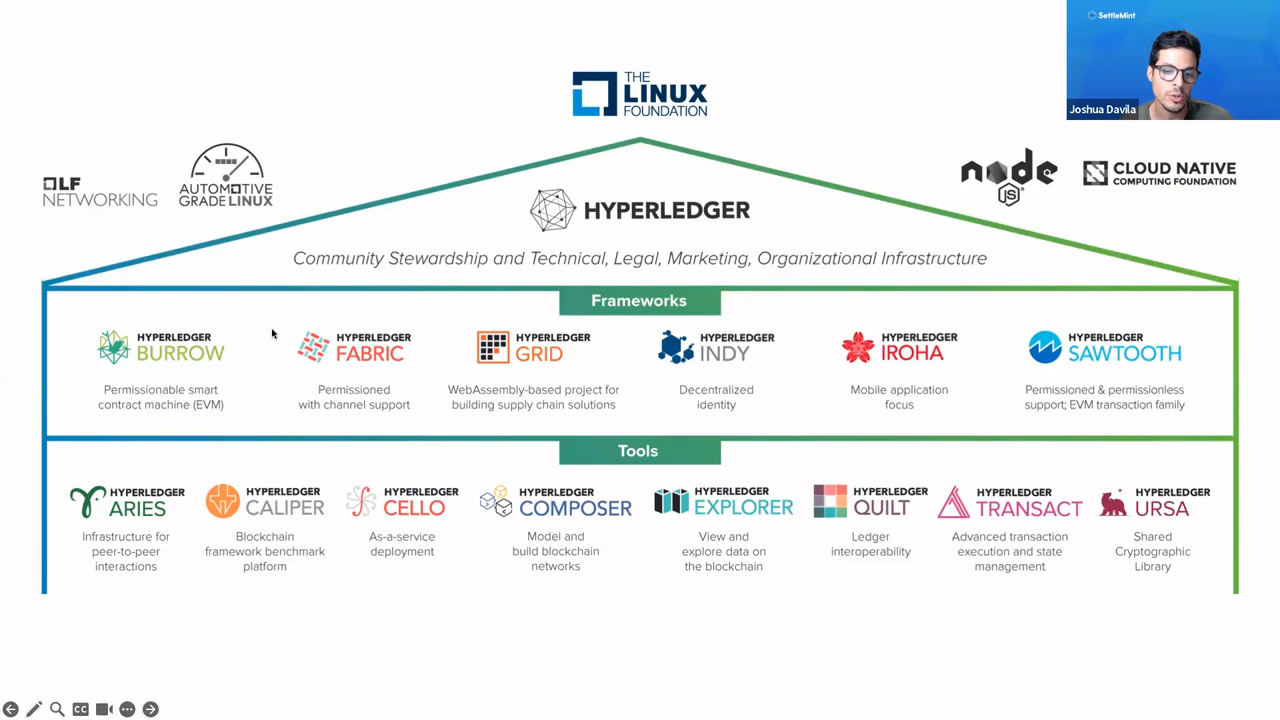 SettleMint
Joshua Davila
THE
LINUX
FOUNDATION
LF
NETWORKING
AUTOMOTIVE
GRADE LINUX
node
JS
CLOUD NATIVE
COMPUTING FOUNDATION
HYPERLEDGER
Community Stewardship and Technical, Legal, Marketing, Organizational Infrastructure
Frameworks
HYPERLEDGER
BURROW
Permissionable smart
contract machine (EVM)
HYPERLEDGER
FABRIC
Permissioned
with channel support
HYPERLEDGER
GRID
WebAssembly-based project for
building supply chain solutions
HYPERLEDGER
INDY
Decentralized
identity
HYPERLEDGER
IROHA
Mobile application
focus
HYPERLEDGER
SAWTOOTH
Permissioned & permissionless
support; EVM transaction family
Tools
HYPERLEDGER
ARIES
Infrastructure for
peer-to-peer
interactions
HYPERLEDGER
CALIPER
Blockchain
framework benchmark
platform
HYPERLEDGER
CELLO
As-a-service
deployment
HYPERLEDGER
COMPOSER
Model and
build blockchain
networks
HYPERLEDGER
EXPLORER
View and
explore data on
the blockchain
HYPERLEDGER
QUILT
Ledger
interoperability
HYPERLEDGER
TRANSACT
Advanced transaction
execution and state
management
HYPERLEDGER
URSA
Shared
Cryptographic
Library
CC